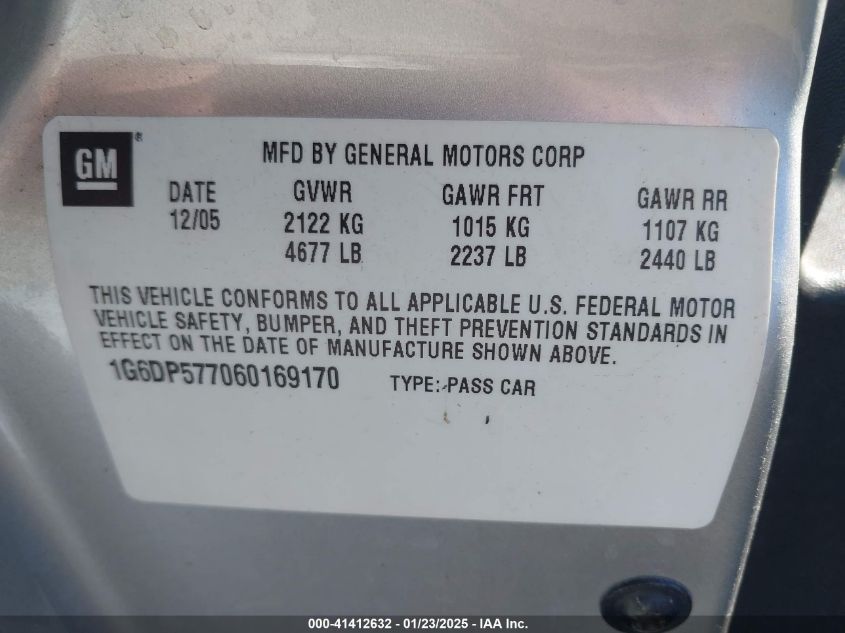 GM®
MFD BY GENERAL MOTORS CORP
DATE GVWR GAWR FRT GAWR RR
12/05 2122 KG 1015 KG 1107 KG
4677 LB 2237 LB 2440 LB
THIS VEHICLE CONFORMS TO ALL APPLICABLE U.S. FEDERAL MOTOR
VEHICLE SAFETY, BUMPER, AND THEFT PREVENTION STANDARDS IN
EFFECT ON THE DATE OF MANUFACTURE SHOWN ABOVE.
1G6DP577060169170 TYPE: PASS CAR
000-41412632 - 01/23/2025 - IAA Inc.